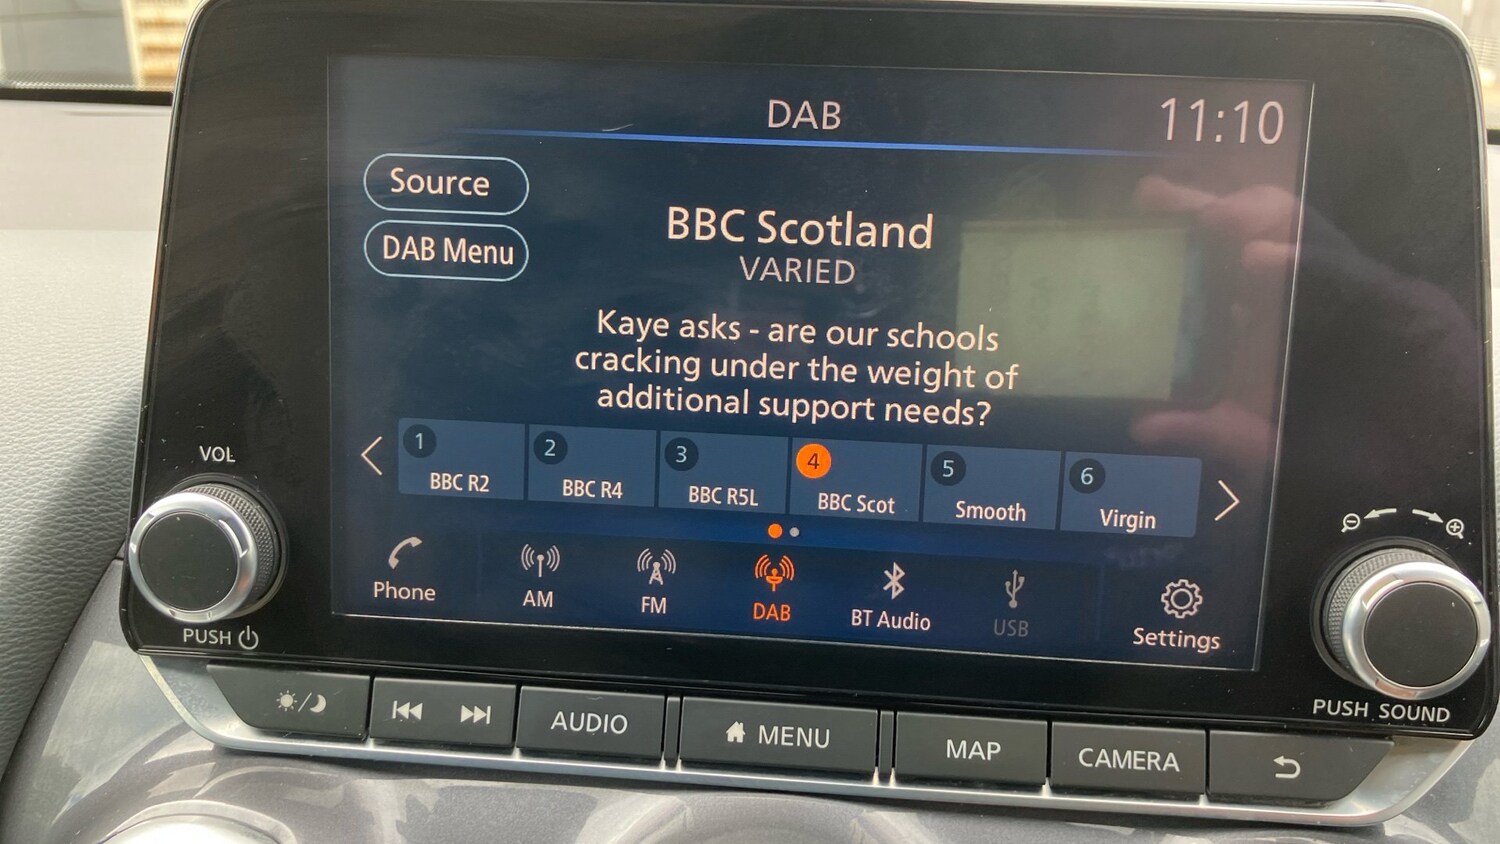 DAB
11:10
Source
DAB Menu
BBC Scotland
VARIED
Kaye asks - are our schools
cracking under the weight of
additional support needs?
1
BBC R2
2
BBC R4
3
BBC R5L
4
BBC Scot
5
Smooth
6
Virgin
Phone
AM
FM
DAB
BT Audio
USB
Settings
VOL
PUSH
PUSH SOUND
AUDIO
MENU
MAP
CAMERA